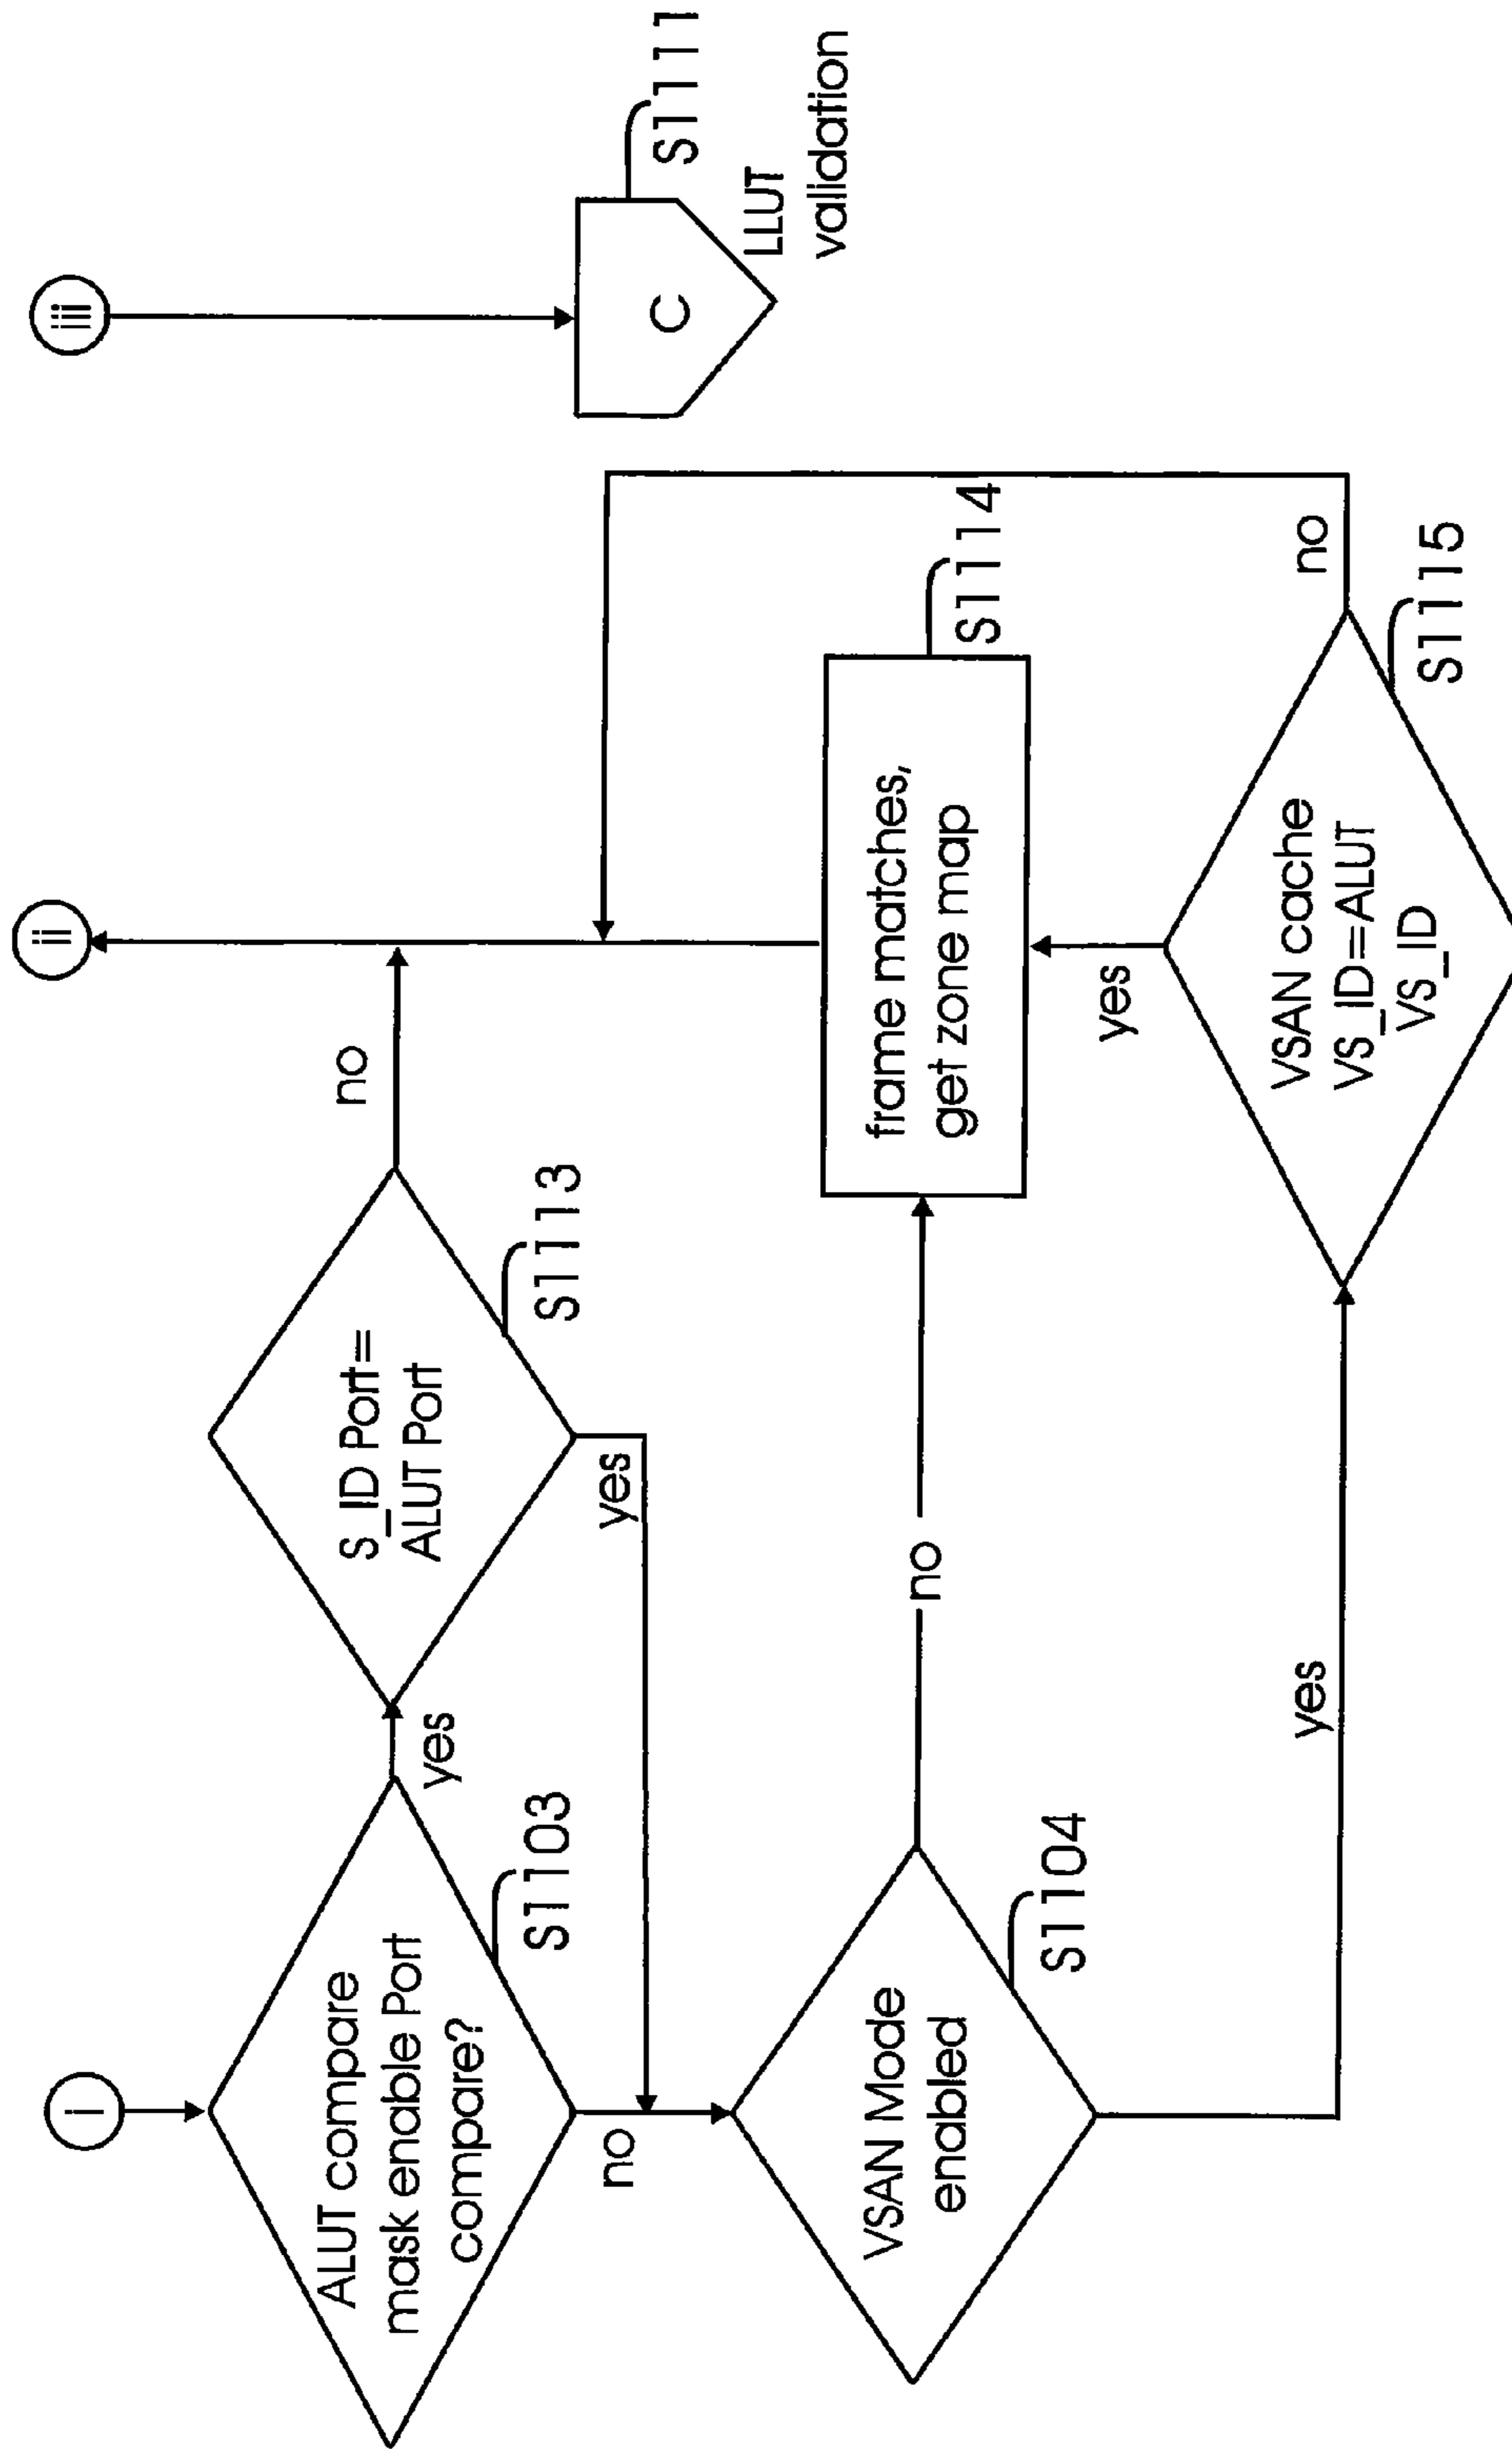 i
ALUT compare
mask enable Port
compare?
S1103
yes
no
S_ID Port=
ALUT Port
S1113
no
yes
ii
iii
C
S1111
LLUT
validation
VSAN Mode
enabled
S1104
no
yes
frame matches,
get zone map
S1114
yes
VSAN cache
VS_ID=ALUT
VS_ID
S1115
no